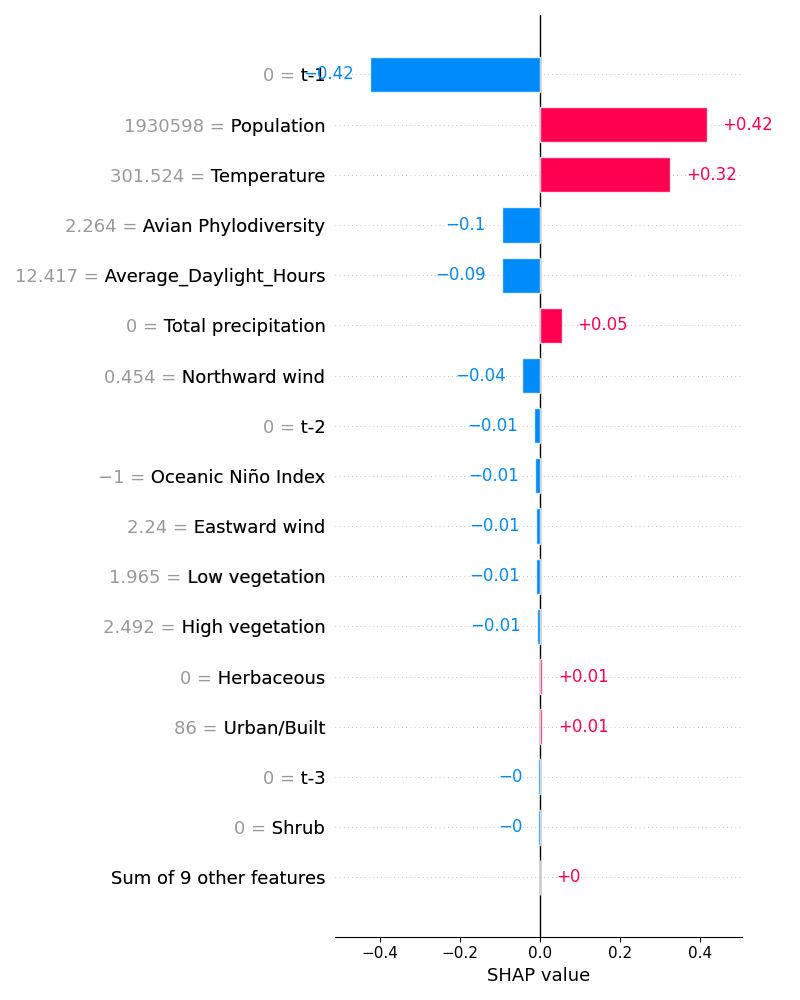 0 = t-1 −0.42
1930598 = Population +0.42
301.524 = Temperature +0.32
2.264 = Avian Phylodiversity −0.1
12.417 = Average_Daylight_Hours −0.09
0 = Total precipitation +0.05
0.454 = Northward wind −0.04
0 = t-2 −0.01
−1 = Oceanic Niño Index −0.01
2.24 = Eastward wind −0.01
1.965 = Low vegetation −0.01
2.492 = High vegetation −0.01
0 = Herbaceous +0.01
86 = Urban/Built +0.01
0 = t-3 −0
0 = Shrub −0
Sum of 9 other features +0
−0.4 −0.2 0.0 0.2 0.4
SHAP value